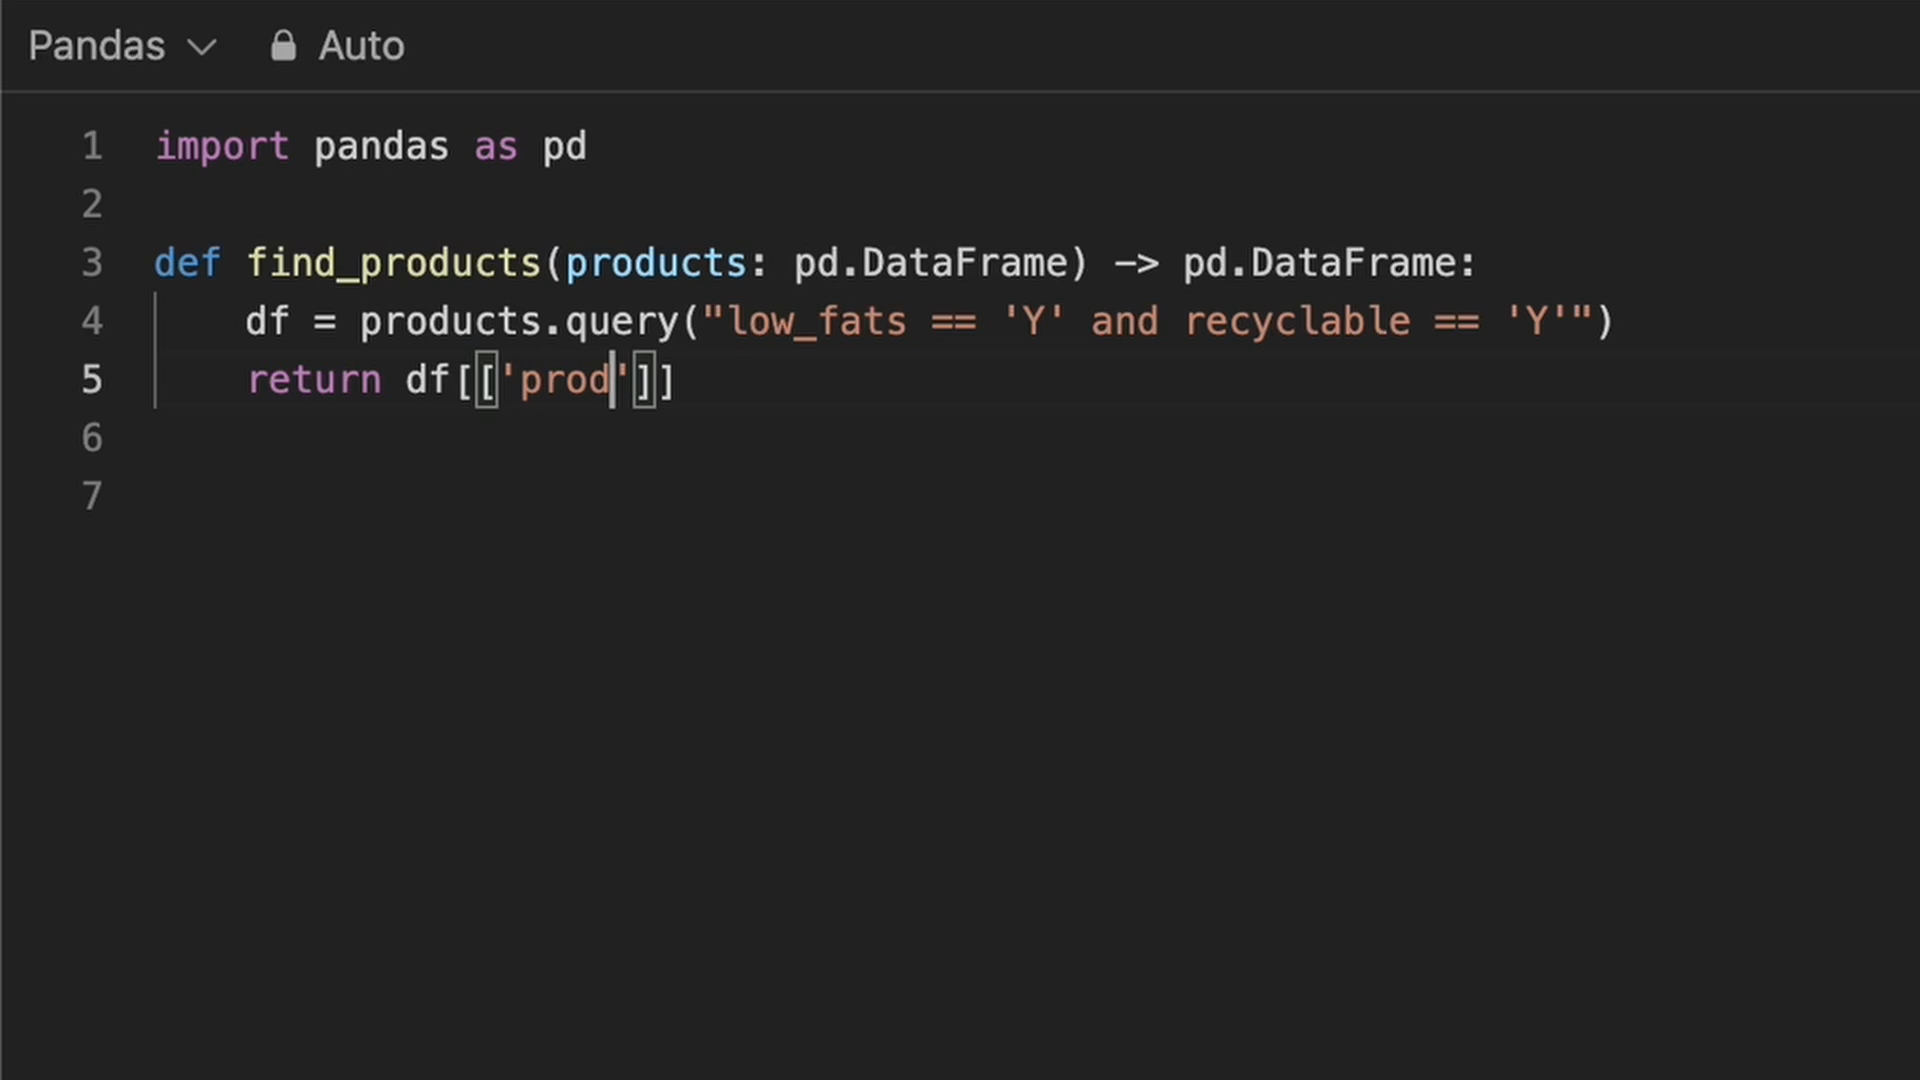 Pandas Auto
1 import pandas as pd
2
3 def find_products(products: pd.DataFrame) -> pd.DataFrame:
4     df = products.query("low_fats == 'Y' and recyclable == 'Y'")
5     return df[['prod']]
6
7